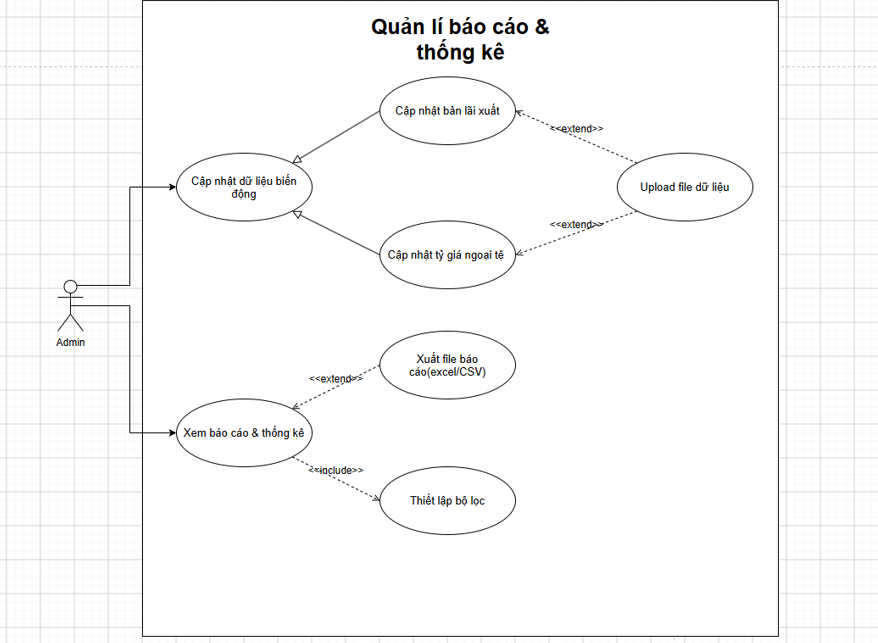 Quản lí báo cáo &
thống kê
Cập nhật bản lãi xuất
<<extend>>
Cập nhật dữ liệu biến
động
Upload file dữ liệu
<<extend>>
Cập nhật tỷ giá ngoại tệ
Admin
Xuất file báo
cáo(excel/CSV)
<<extend>>
Xem báo cáo & thống kê
<<include>>
Thiết lập bộ lọc